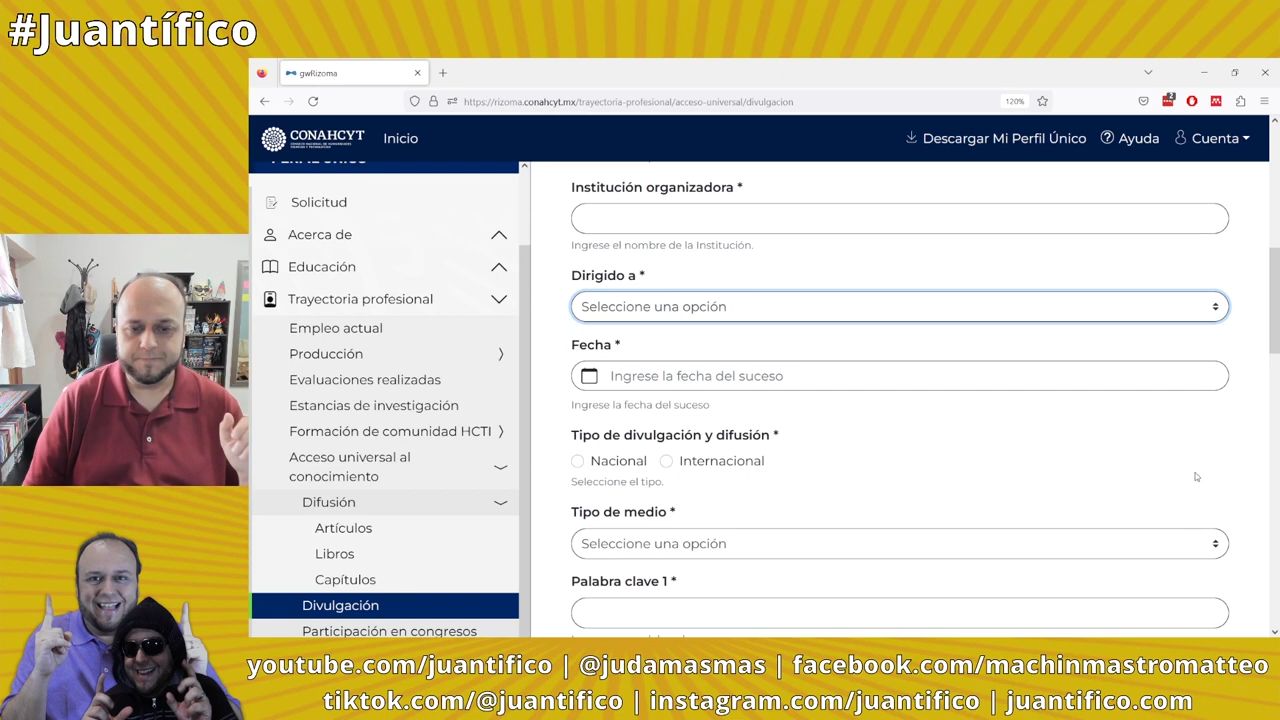 #Juantífico
gwRizoma
https://rizoma.conahcyt.mx/trayectoria-profesional/acceso-universal/divulgacion
120%
2
CONAHCYT
Inicio
Descargar Mi Perfil Único
Ayuda
Cuenta
PERFIL ÚNICO
Solicitud
Acerca de
Educación
Trayectoria profesional
Empleo actual
Producción
Evaluaciones realizadas
Estancias de investigación
Formación de comunidad HCTI
Acceso universal al
conocimiento
Difusión
Artículos
Libros
Capítulos
Divulgación
Participación en congresos
Institución organizadora *
Ingrese el nombre de la Institución.
Dirigido a *
Seleccione una opción
Fecha *
Ingrese la fecha del suceso
Ingrese la fecha del suceso
Tipo de divulgación y difusión *
Nacional Internacional
Seleccione el tipo.
Tipo de medio *
Seleccione una opción
Palabra clave 1 *
youtube.com/juantifico | @judamasmas | facebook.com/machinmastromatteo
tiktok.com/@juantifico | instagram.com/juantifico | juantifico.com